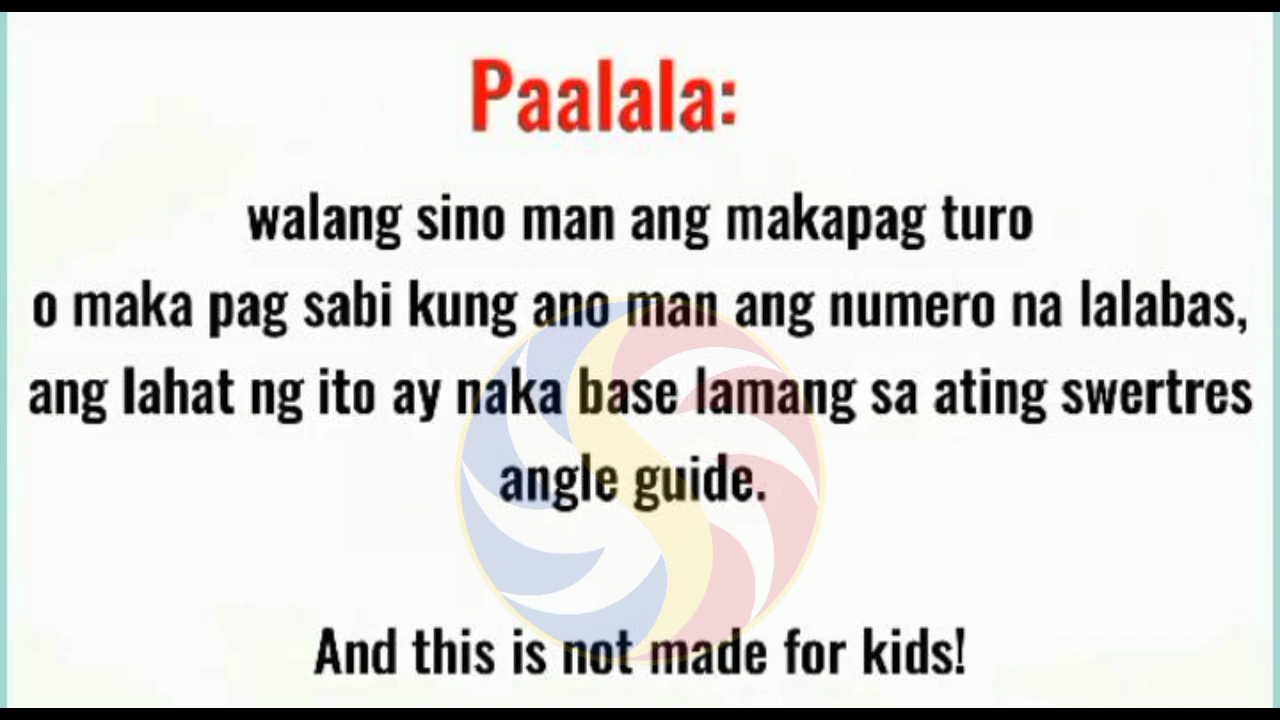 Paalala:
walang sino man ang makapag turo
o maka pag sabi kung ano man ang numero na lalabas,
ang lahat ng ito ay naka base lamang sa ating swertres
angle guide.
And this is not made for kids!